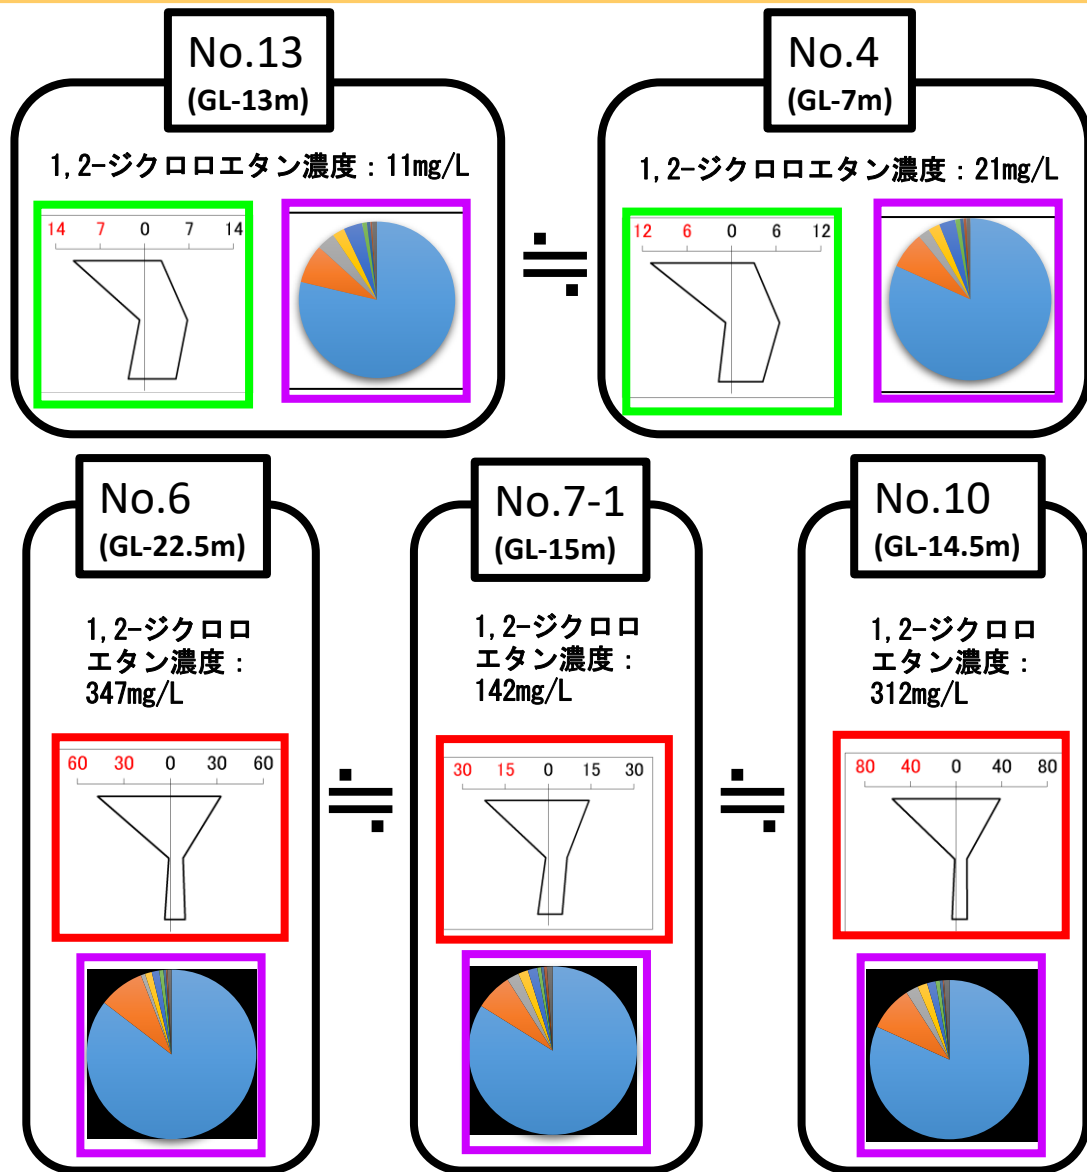 No.13
(GL-13m)
1,2-ジクロロエタン濃度：11mg/L
14 7 0 7 14
≒
No.4
(GL-7m)
1,2-ジクロロエタン濃度：21mg/L
12 6 0 6 12
No.6
(GL-22.5m)
1,2-ジクロロ
エタン濃度：
347mg/L
60 30 0 30 60
≒
No.7-1
(GL-15m)
1,2-ジクロロ
エタン濃度：
142mg/L
30 15 0 15 30
≒
No.10
(GL-14.5m)
1,2-ジクロロ
エタン濃度：
312mg/L
80 40 0 40 80